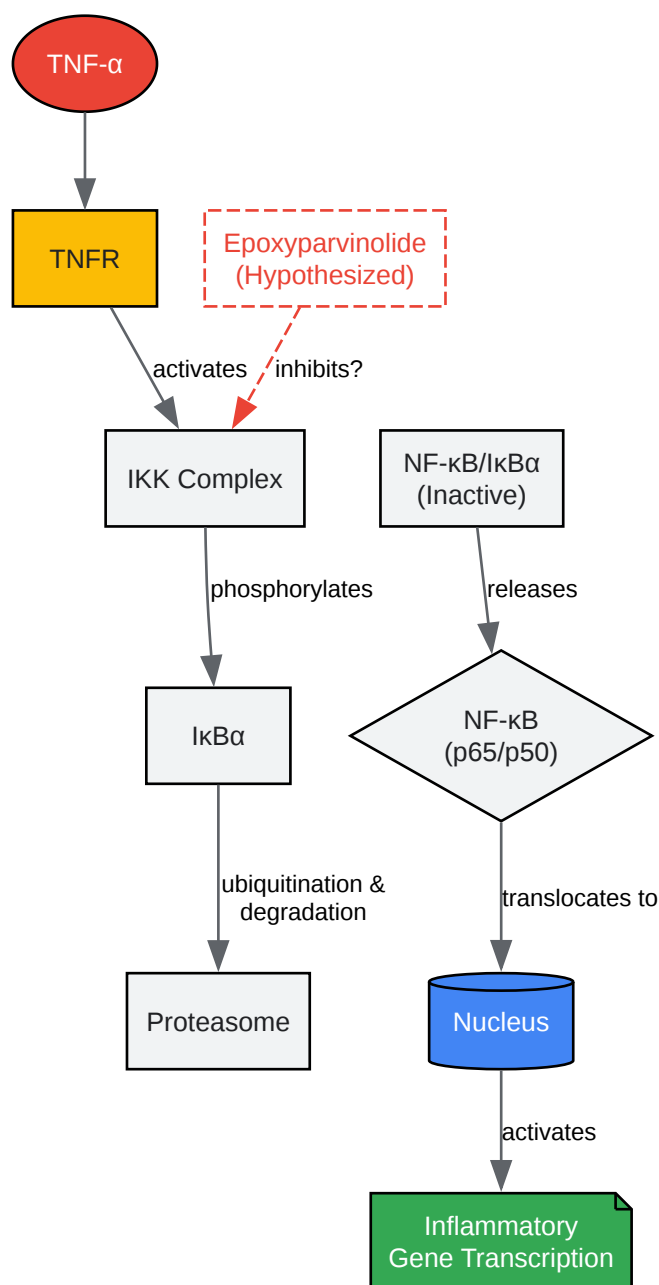 TNF-α
TNFR
Epoxyparvinolide
(Hypothesized)
activates
inhibits?
IKK Complex
NF-κB/IκBα
(Inactive)
phosphorylates
releases
IκBα
NF-κB
(p65/p50)
ubiquitination &
degradation
translocates to
Proteasome
Nucleus
activates
Inflammatory
Gene Transcription